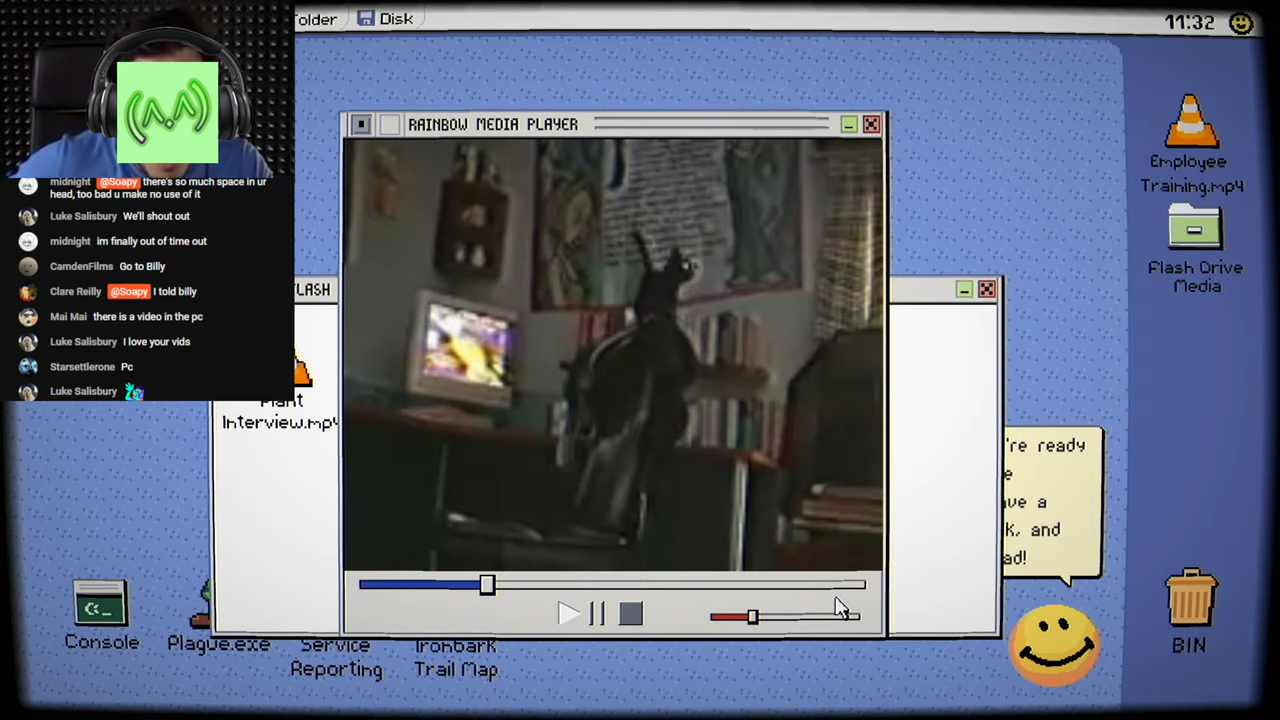 older
Disk
11:32
(^.^)
midnight @Soapy there's so much space in ur
head, too bad u make no use of it
Luke Salisbury We'll shout out
midnight im finally out of time out
CamdenFilms Go to Billy
Clare Reilly @Soapy I told billy
Mai Mai there is a video in the pc
Luke Salisbury I love your vids
Starsettlerone Pc
Luke Salisbury
RAINBOW MEDIA PLAYER
Employee
Training.mp4
Flash Drive
Media
FLASH
Plant
Interview.mp4
're ready
e
ave a
k, and
ad!
C:\_
Console
Plague.exe
Service
Reporting
Ironbark
Trail Map
BIN